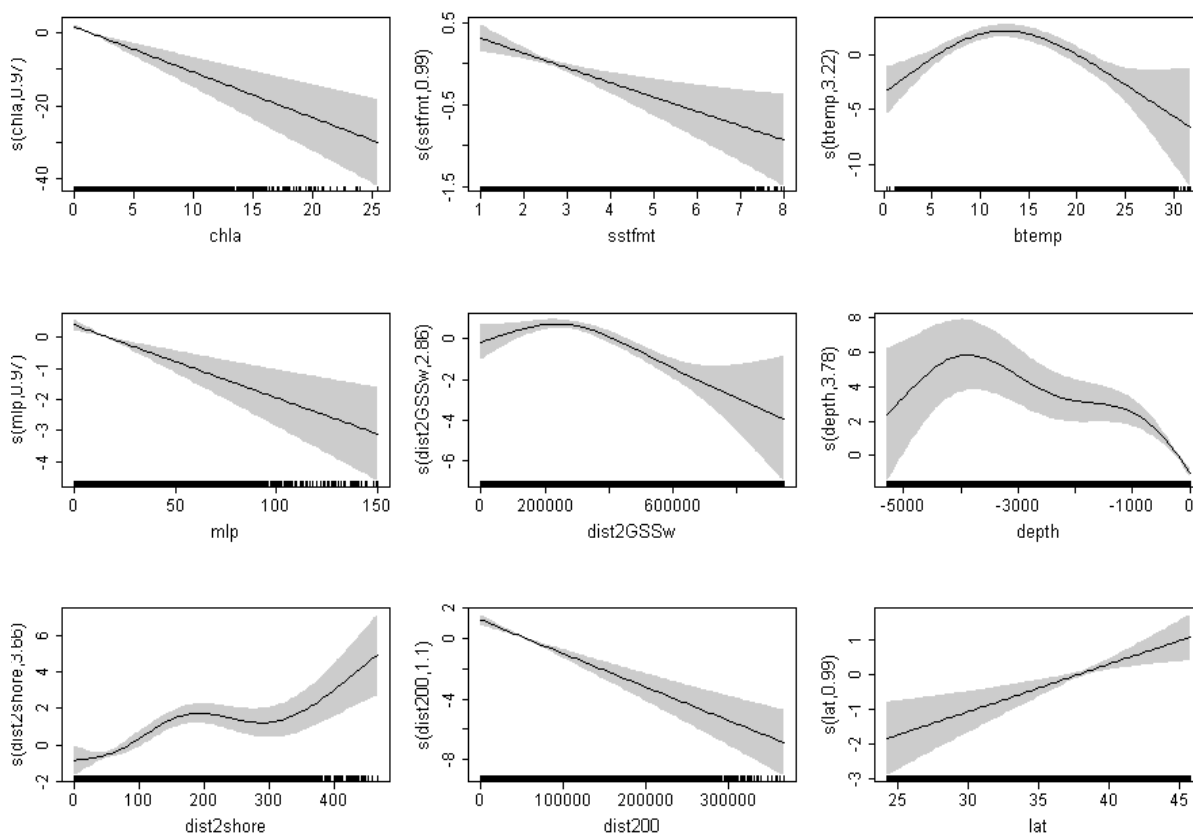 s(chla,0.97)
0
-20
-40
0 5 10 15 20 25
chla
s(sstfmt,0.99)
0.5
-0.5
-1.5
1 2 3 4 5 6 7 8
sstfmt
s(btemp,3.22)
0
-5
-10
0 5 10 15 20 25 30
btemp
s(mlp,0.97)
0
-1
-2
-3
-4
0 50 100 150
mlp
s(dist2GSSw,2.86)
0
-2
-4
-6
0 200000 600000
dist2GSSw
s(depth,3.78)
8
6
4
2
0
-5000 -3000 -1000 0
depth
s(dist2shore,3.66)
6
4
2
0
-2
0 100 200 300 400
dist2shore
s(dist200,1.1)
2
0
-4
-8
0 100000 300000
dist200
s(lat,0.99)
1
0
-1
-2
-3
25 30 35 40 45
lat